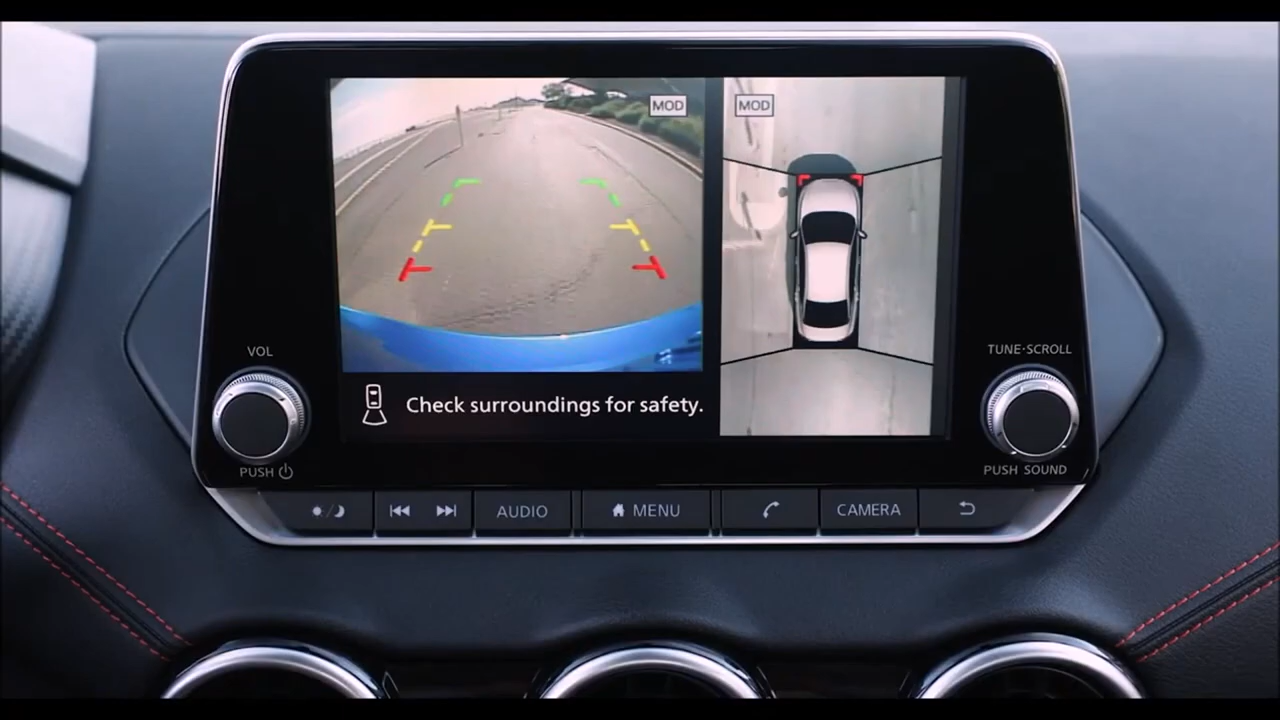 MOD
MOD
Check surroundings for safety.
VOL
PUSH
TUNE·SCROLL
PUSH SOUND
AUDIO
MENU
CAMERA